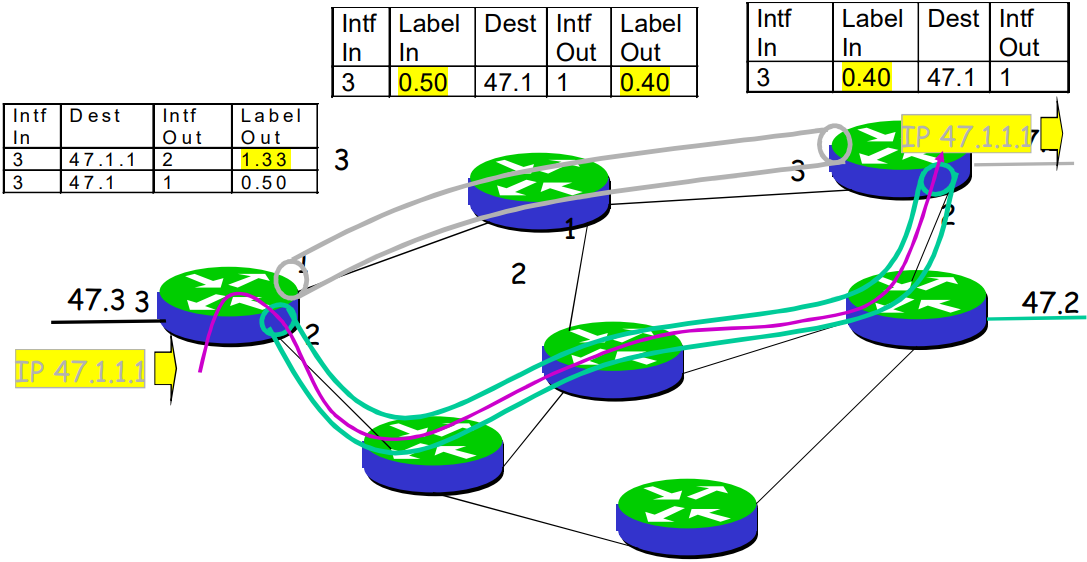 Intf In Label In Dest Intf Out Label Out
3 0.50 47.1 1 0.40
Intf In Label In Dest Intf Out
3 0.40 47.1 1
Intf In Dest Intf Out Label Out
3 47.1.1 2 1.33
3 47.1 1 0.50
IP 47.1.1.1
3
3
1
2
1
2
47.3 3
2
47.2
IP 47.1.1.1